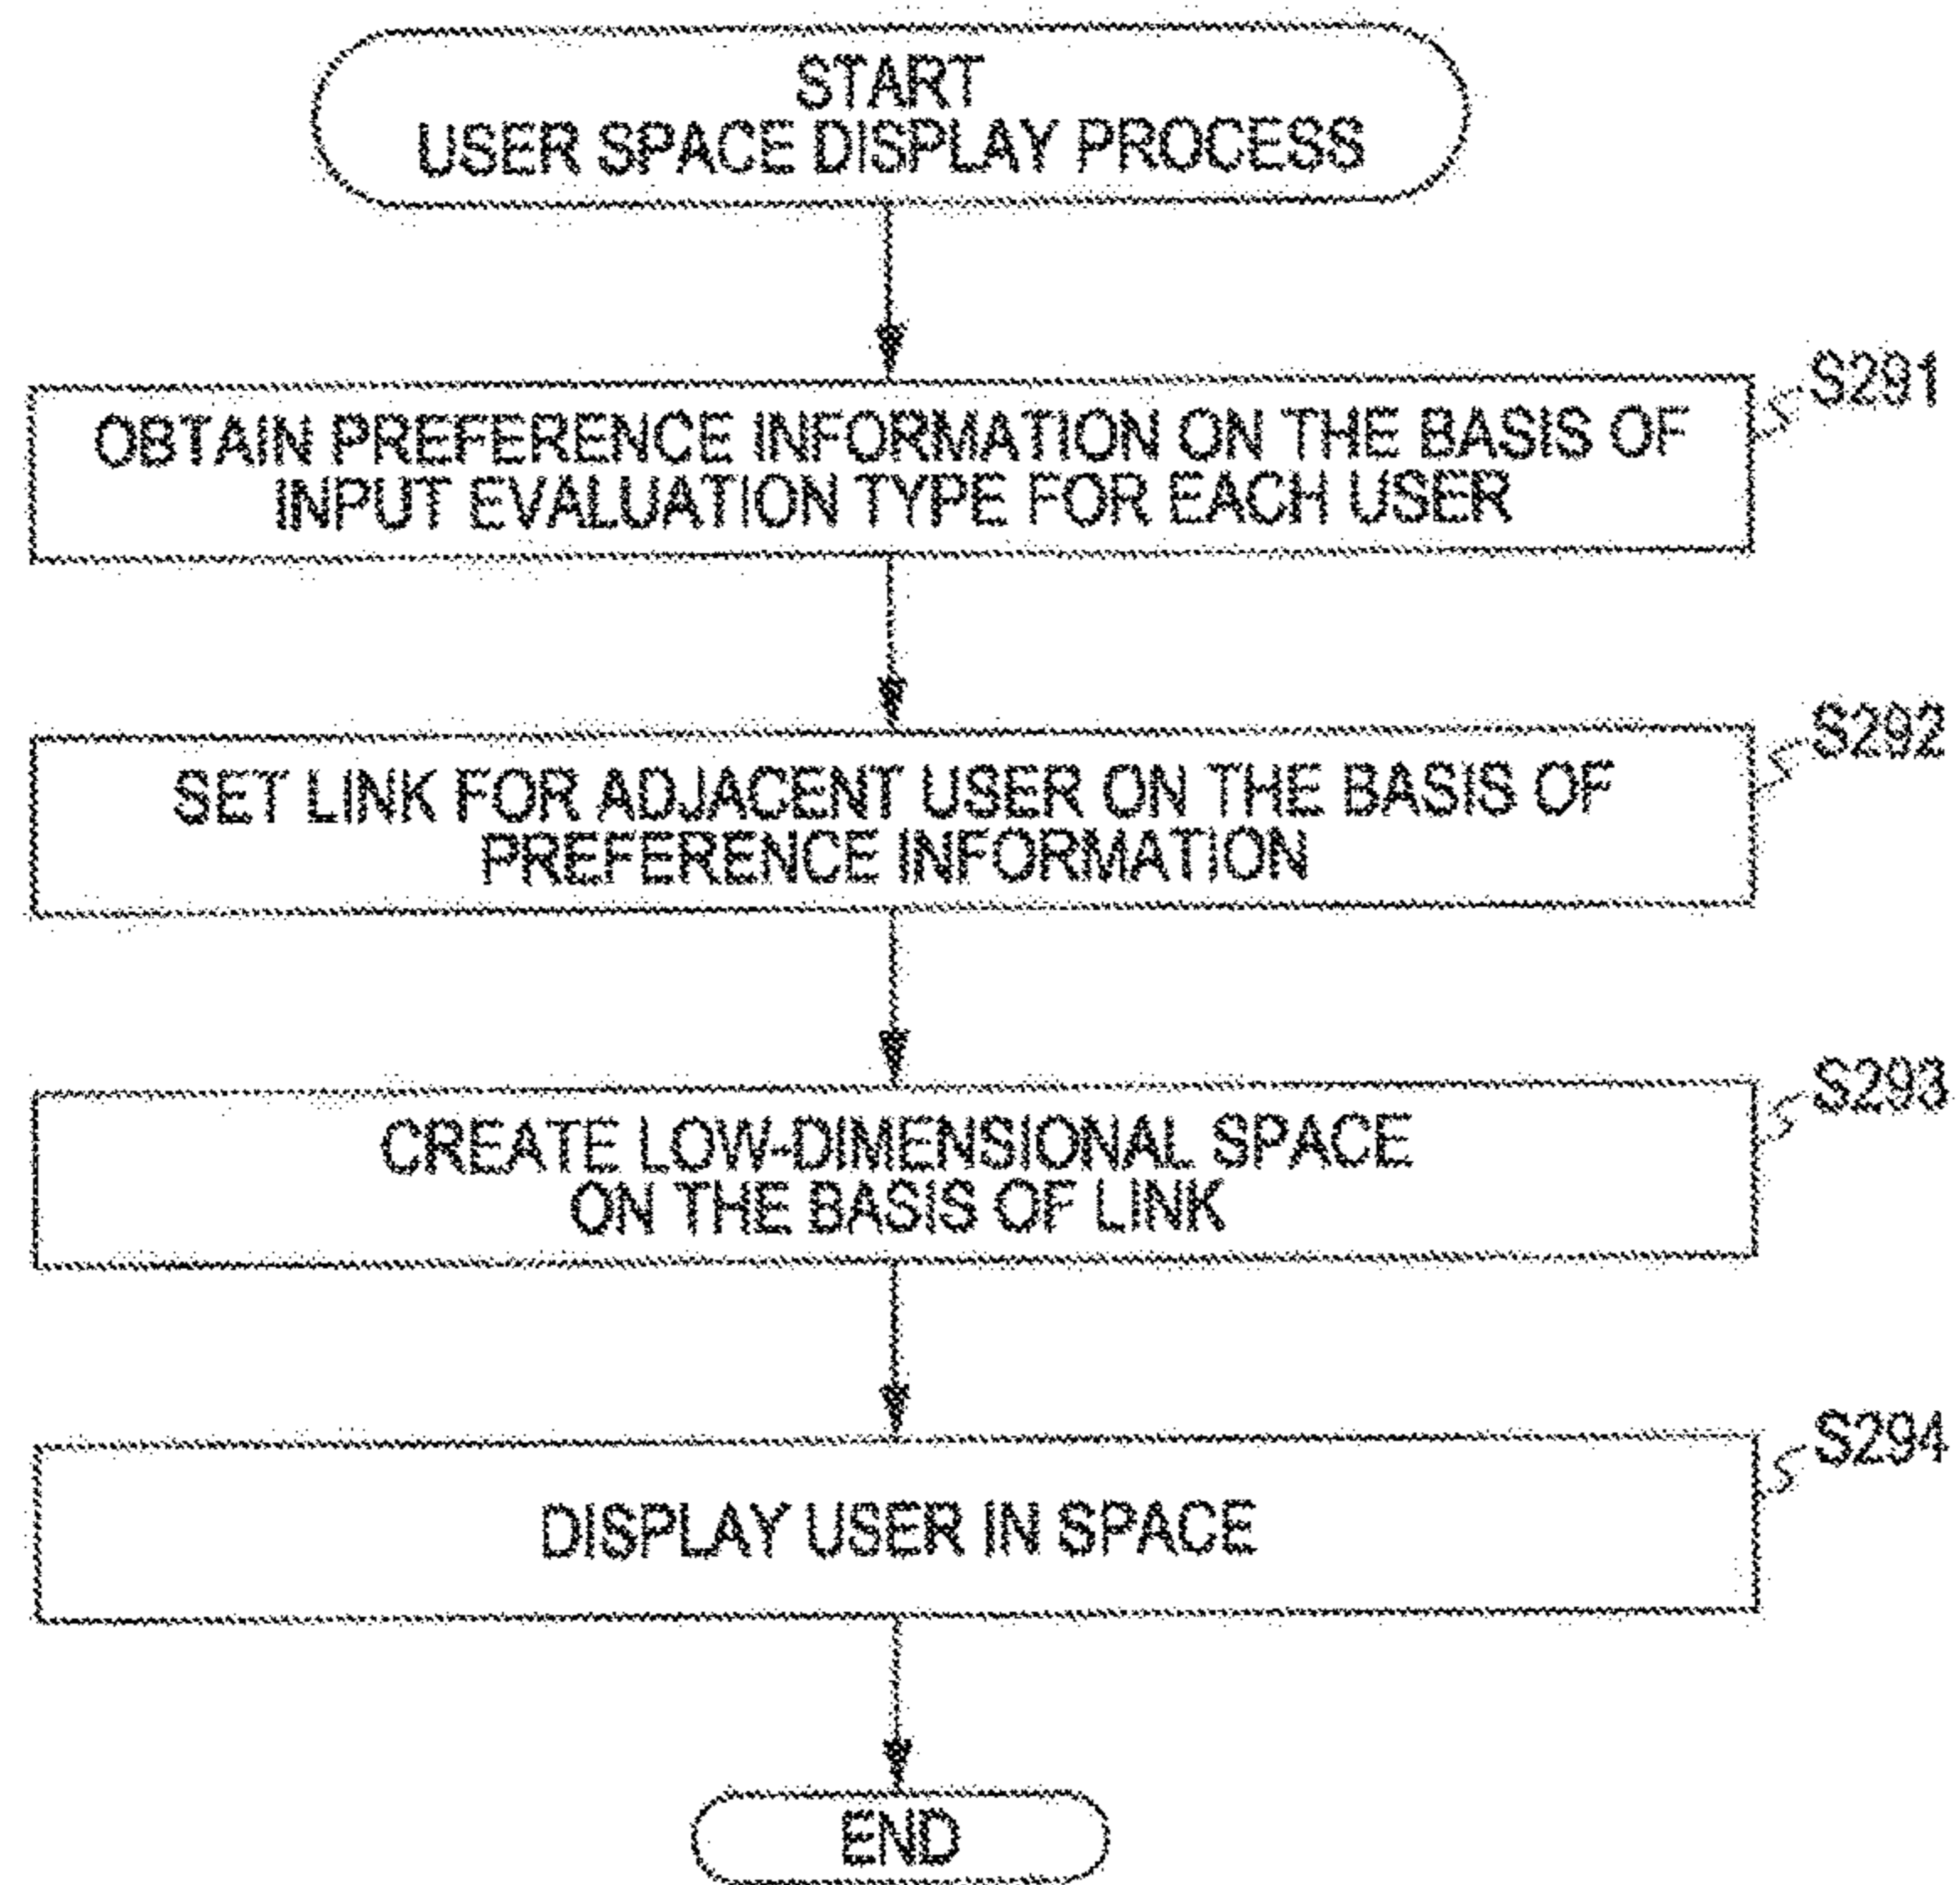 START
USER SPACE DISPLAY PROCESS
S291
OBTAIN PREFERENCE INFORMATION ON THE BASIS OF
INPUT EVALUATION TYPE FOR EACH USER
S292
SET LINK FOR ADJACENT USER ON THE BASIS OF
PREFERENCE INFORMATION
S293
CREATE LOW-DIMENSIONAL SPACE
ON THE BASIS OF LINK
S294
DISPLAY USER IN SPACE
END